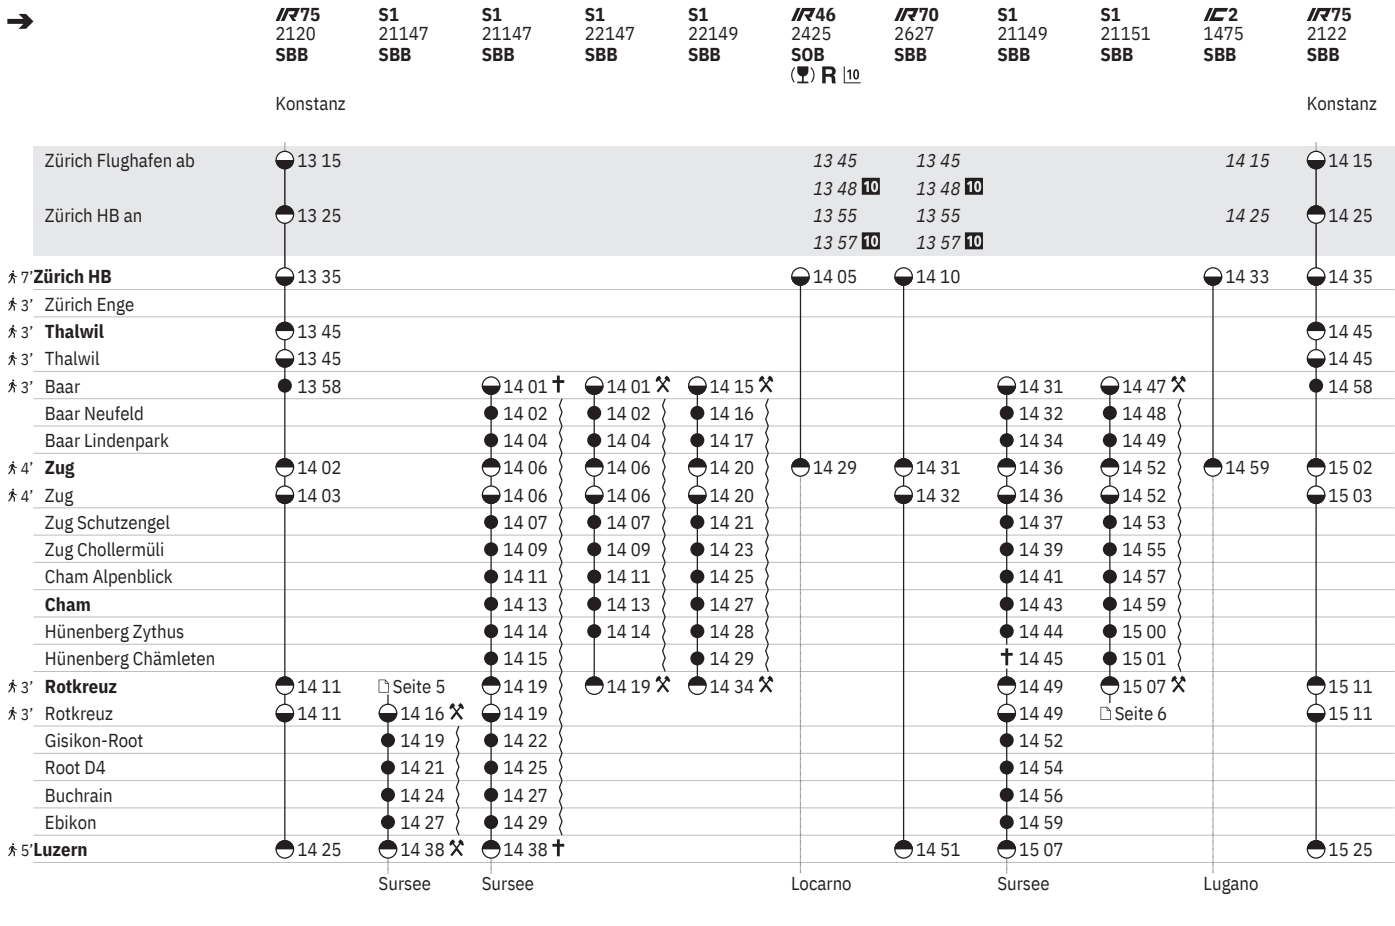 IR75 S1 S1 S1 S1 IR46 IR70 S1 S1 IC2 IR75
2120 21147 21147 22147 22149 2425 2627 21149 21151 1475 2122
SBB SBB SBB SBB SBB SOB SBB SBB SBB SBB SBB
R 10
Konstanz Konstanz
Zürich Flughafen ab 13 15 13 45 13 45 14 15 14 15
13 48 10 13 48 10
Zürich HB an 13 25 13 55 13 55 14 25 14 25
13 57 10 13 57 10
7’ Zürich HB 13 35 14 05 14 10 14 33 14 35
3’ Zürich Enge
3’ Thalwil 13 45 14 45
3’ Thalwil 13 45 14 45
3’ Baar 13 58 14 01 14 01 14 15 14 31 14 47 14 58
Baar Neufeld 14 02 14 02 14 16 14 32 14 48
Baar Lindenpark 14 04 14 04 14 17 14 34 14 49
4’ Zug 14 02 14 06 14 06 14 20 14 29 14 31 14 36 14 52 14 59 15 02
4’ Zug 14 03 14 06 14 06 14 20 14 32 14 36 14 52 15 03
Zug Schutzengel 14 07 14 07 14 21 14 37 14 53
Zug Chollermüli 14 09 14 09 14 23 14 39 14 55
Cham Alpenblick 14 11 14 11 14 25 14 41 14 57
Cham 14 13 14 13 14 27 14 43 14 59
Hünenberg Zythus 14 14 14 14 14 28 14 44 15 00
Hünenberg Chämleten 14 15 14 29 14 45 15 01
3’ Rotkreuz 14 11 Seite 5 14 19 14 19 14 34 14 49 15 07 15 11
3’ Rotkreuz 14 11 14 16 14 19 14 49 Seite 6 15 11
Gisikon-Root 14 19 14 22 14 52
Root D4 14 21 14 25 14 54
Buchrain 14 24 14 27 14 56
Ebikon 14 27 14 29 14 59
5’ Luzern 14 25 14 38 14 38 14 51 15 07 15 25
Sursee Sursee Locarno Sursee Lugano